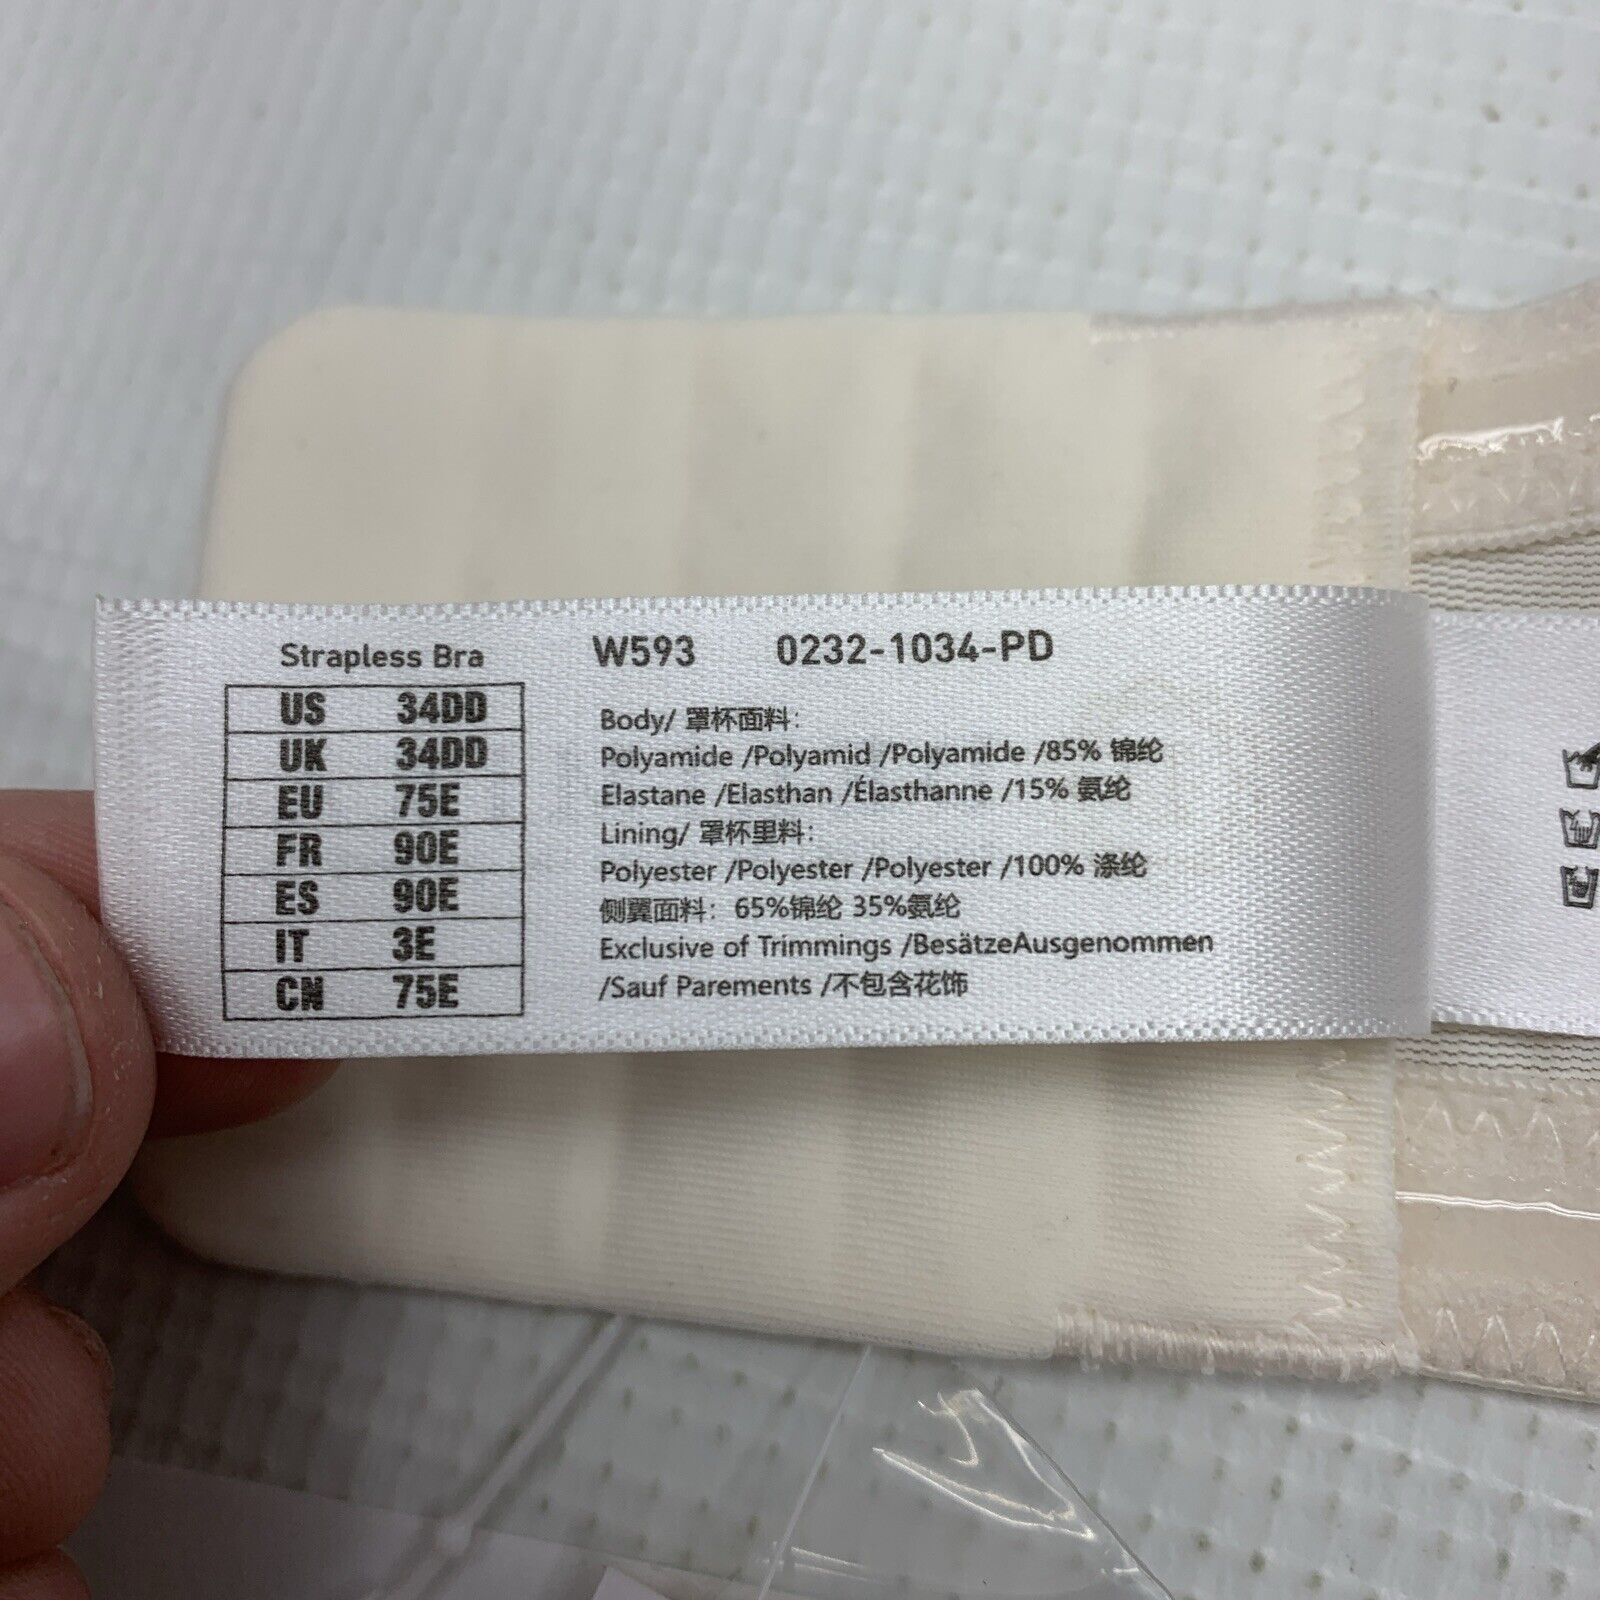 Strapless Bra
US 34DD
UK 34DD
EU 75E
FR 90E
ES 90E
IT 3E
CN 75E
W593 0232-1034-PD
Body/ 罩杯面料:
Polyamide /Polyamid /Polyamide /85% 锦纶
Elastane /Elasthan /Élasthanne /15% 氨纶
Lining/ 罩杯里料:
Polyester /Polyester /Polyester /100% 涤纶
侧翼面料: 65%锦纶 35%氨纶
Exclusive of Trimmings /BesätzeAusgenommen
/Sauf Parements /不包含花饰